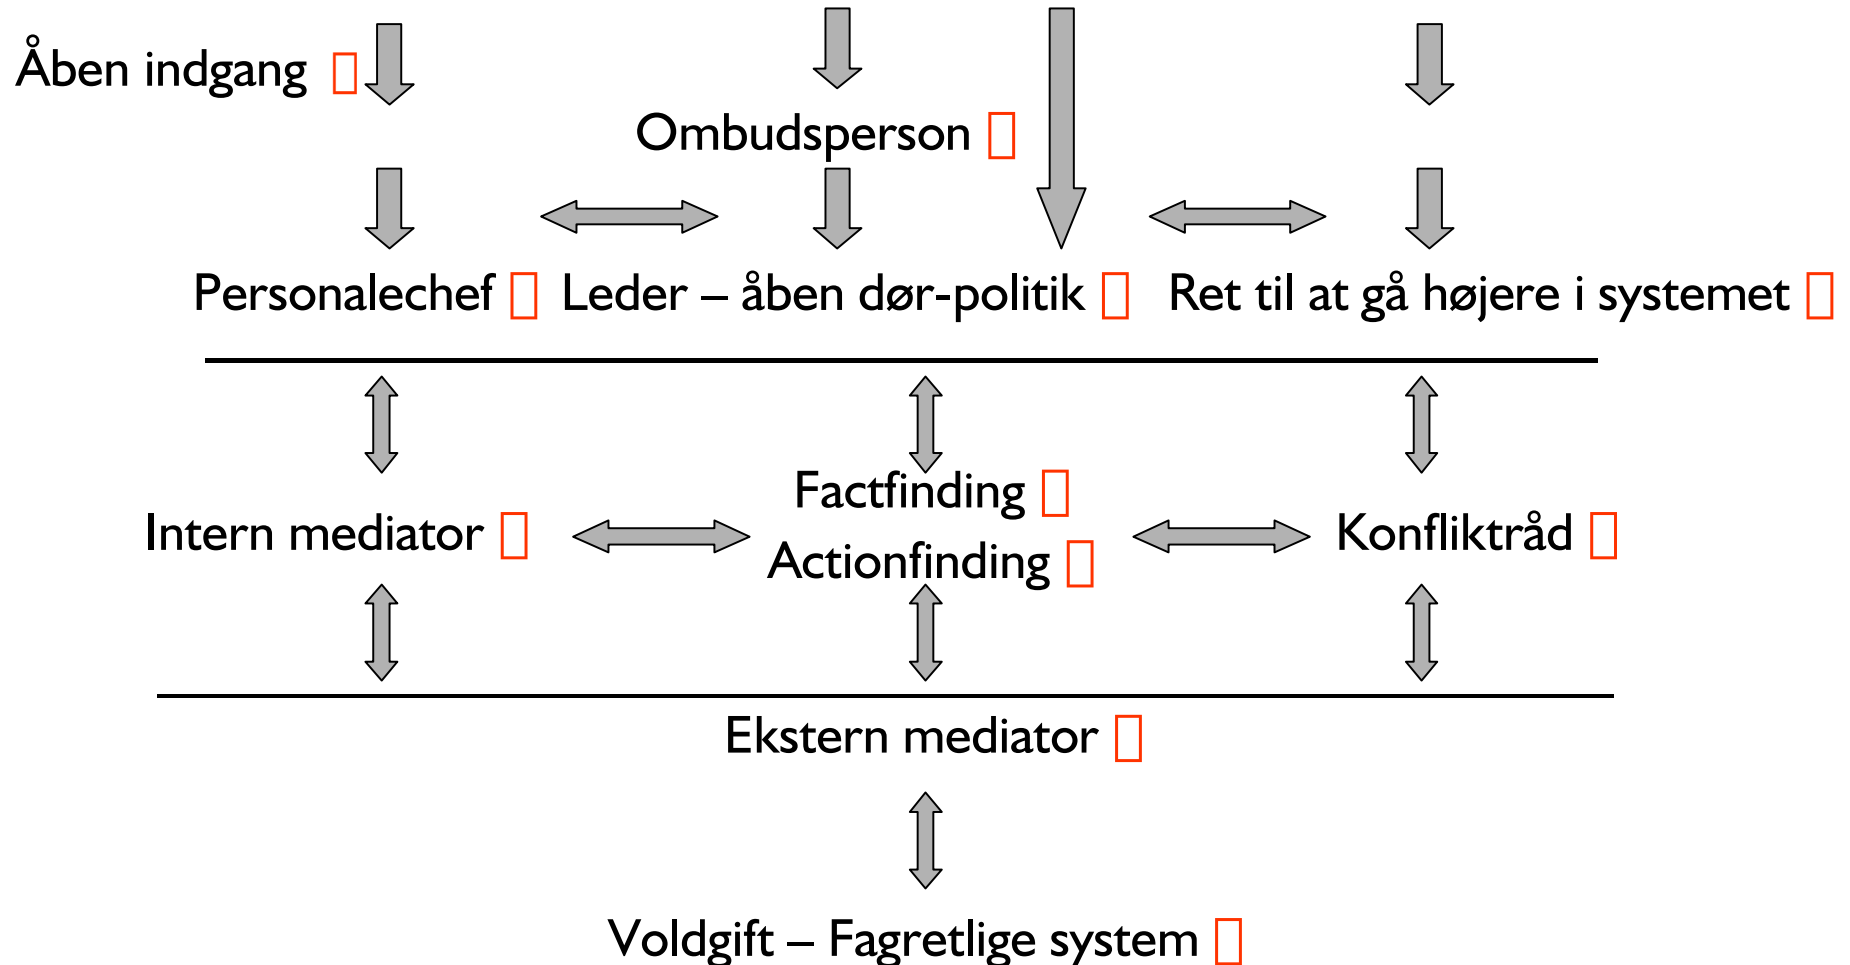 Åben indgang
Ombudsperson
Personalechef Leder – åben dør-politik Ret til at gå højere i systemet
Factfinding
Intern mediator Konfliktråd
Actionfinding
Ekstern mediator
Voldgift – Fagretlige system